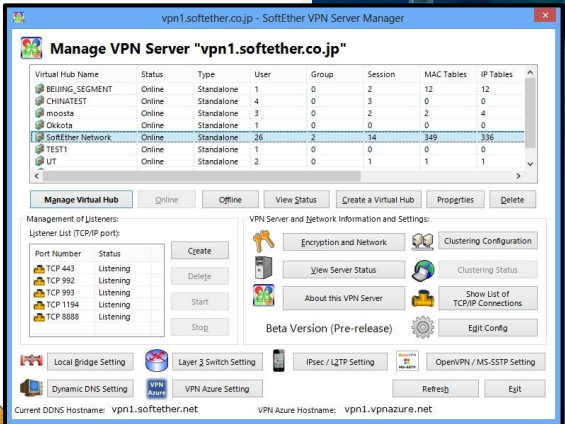 vpn1.softether.co.jp - SoftEther VPN Server Manager
Manage VPN Server "vpn1.softether.co.jp"
Virtual Hub Name Status Type User Group Session MAC Tables IP Tables
BEIJING_SEGMENT Online Standalone 1 0 2 12 12
CHINATEST Online Standalone 4 0 3 0 0
moosta Online Standalone 3 0 2 2 4
Okkota Online Standalone 1 0 0 0 0
SoftEther Network Online Standalone 26 2 14 349 336
TEST1 Online Standalone 1 0 0 0 0
UT Online Standalone 2 0 1 1 1
Manage Virtual Hub Online Offline View Status Create a Virtual Hub Properties Delete
Management of Listeners: VPN Server and Network Information and Settings:
Listener List (TCP/IP port):
Port Number Status
TCP 443 Listening
TCP 992 Listening
TCP 993 Listening
TCP 1194 Listening
TCP 8888 Listening
Create
Delete
Start
Stop
Encryption and Network Clustering Configuration
View Server Status Clustering Status
About this VPN Server Show List of
TCP/IP Connections
Beta Version (Pre-release) Edit Config
Local Bridge Setting Layer 3 Switch Setting IPsec / L2TP Setting OpenVPN MS-SSTP OpenVPN / MS-SSTP Setting
Dynamic DNS Setting VPN Azure VPN Azure Setting Refresh Exit
Current DDNS Hostname: vpn1.softether.net VPN Azure Hostname: vpn1.vpnazure.net